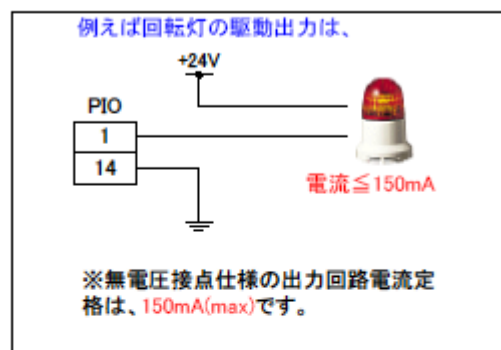 例えば回転灯の駆動出力は、
+24V
PIO
1
14
電流≦150mA
※無電圧接点仕様の出力回路電流定
格は、150mA(max)です。